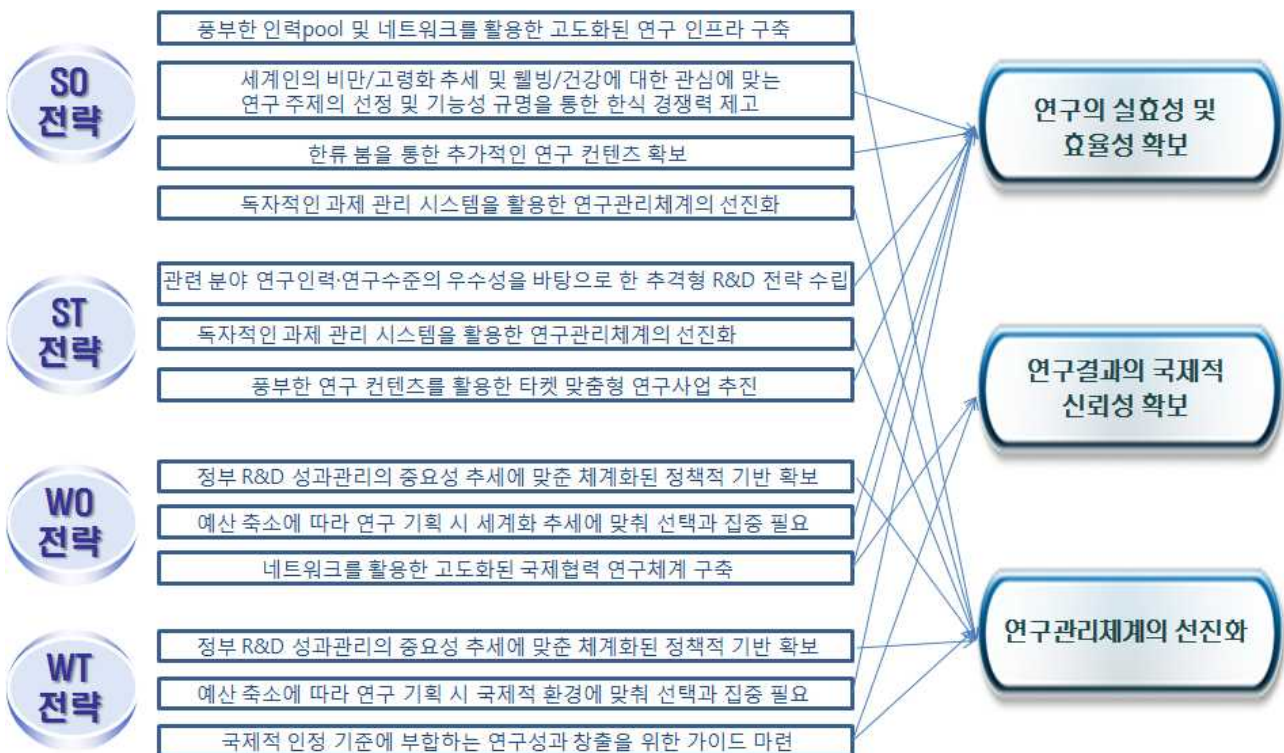 SO
전략
풍부한 인력pool 및 네트워크를 활용한 고도화된 연구 인프라 구축
세계인의 비만/고령화 추세 및 웰빙/건강에 대한 관심에 맞는
연구 주제의 선정 및 기능성 규명을 통한 한식 경쟁력 제고
한류 붐을 통한 추가적인 연구 컨텐츠 확보
독자적인 과제 관리 시스템을 활용한 연구관리체계의 선진화
ST
전략
관련 분야 연구인력·연구수준의 우수성을 바탕으로 한 추격형 R&D 전략 수립
독자적인 과제 관리 시스템을 활용한 연구관리체계의 선진화
풍부한 연구 컨텐츠를 활용한 타켓 맞춤형 연구사업 추진
WO
전략
정부 R&D 성과관리의 중요성 추세에 맞춘 체계화된 정책적 기반 확보
예산 축소에 따라 연구 기획 시 세계화 추세에 맞춰 선택과 집중 필요
네트워크를 활용한 고도화된 국제협력 연구체계 구축
WT
전략
정부 R&D 성과관리의 중요성 추세에 맞춘 체계화된 정책적 기반 확보
예산 축소에 따라 연구 기획 시 국제적 환경에 맞춰 선택과 집중 필요
국제적 인정 기준에 부합하는 연구성과 창출을 위한 가이드 마련
연구의 실효성 및
효율성 확보
연구결과의 국제적
신뢰성 확보
연구관리체계의 선진화